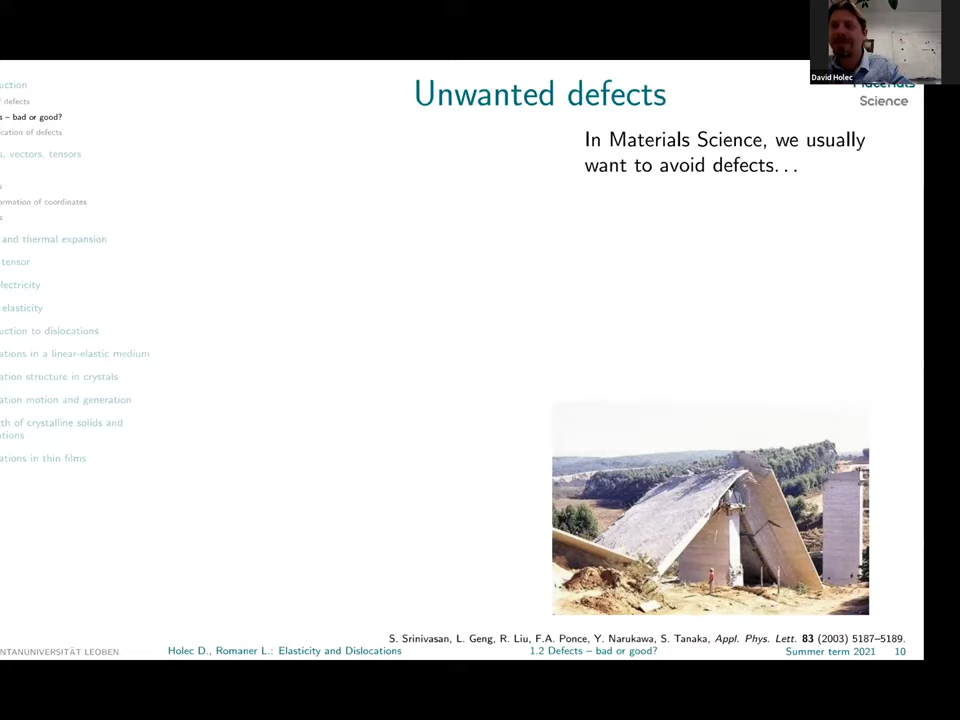 David Holec
Materials
Science
Unwanted defects
In Materials Science, we usually
want to avoid defects...
uction
defects
s – bad or good?
cation of defects
s, vectors, tensors
s
ormation of coordinates
s
and thermal expansion
tensor
lectricity
elasticity
uction to dislocations
ations in a linear-elastic medium
ation structure in crystals
ation motion and generation
th of crystalline solids and
ations
ations in thin films
S. Srinivasan, L. Geng, R. Liu, F.A. Ponce, Y. Narukawa, S. Tanaka, Appl. Phys. Lett. 83 (2003) 5187–5189.
NTANUNIVERSITÄT LEOBEN Holec D., Romaner L.: Elasticity and Dislocations 1.2 Defects – bad or good? Summer term 2021 10